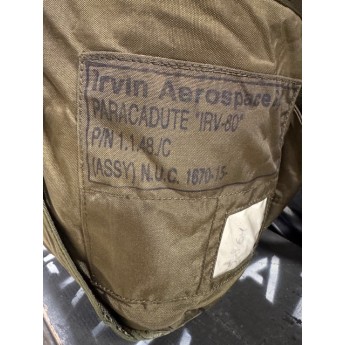 Irvin Aerospace
PARACADUTE "IRV-80"
P/N 1.1.48./C
(ASSY) N.U.C. 1670-15-